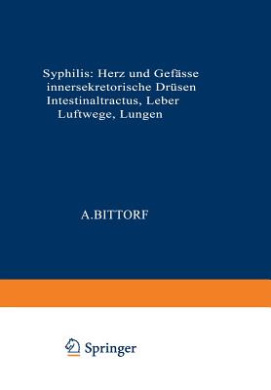 Syphilis: Herz und Gefässe
innersekretorische Drüsen
Intestinaltractus, Leber
Luftwege, Lungen
A.BITTORF
Springer